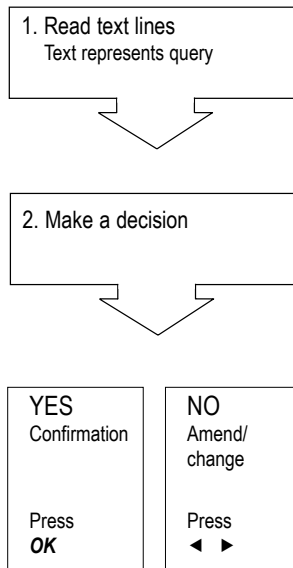 1. Read text lines
Text represents query
2. Make a decision
YES
Confirmation
Press
OK
NO
Amend/
change
Press
◄ ►